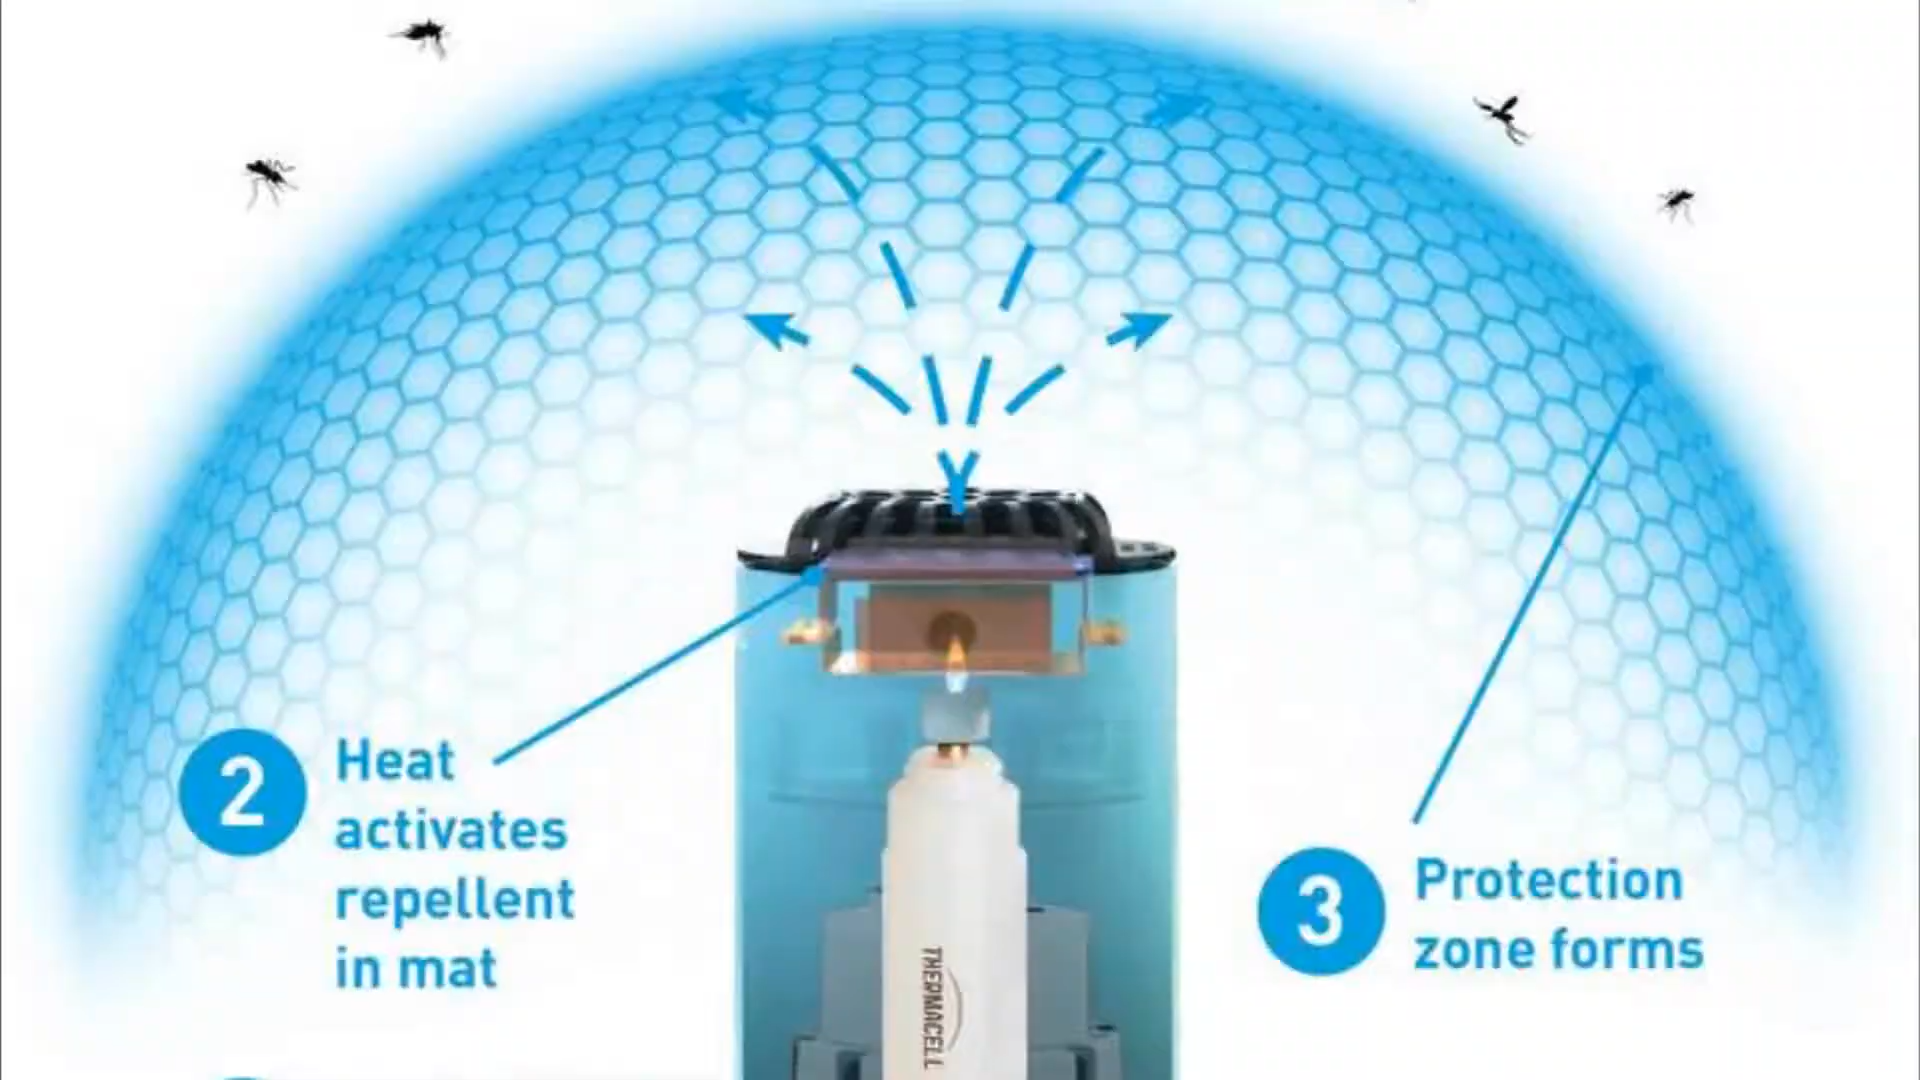 2
Heat
activates
repellent
in mat
3
Protection
zone forms
THERMACELL